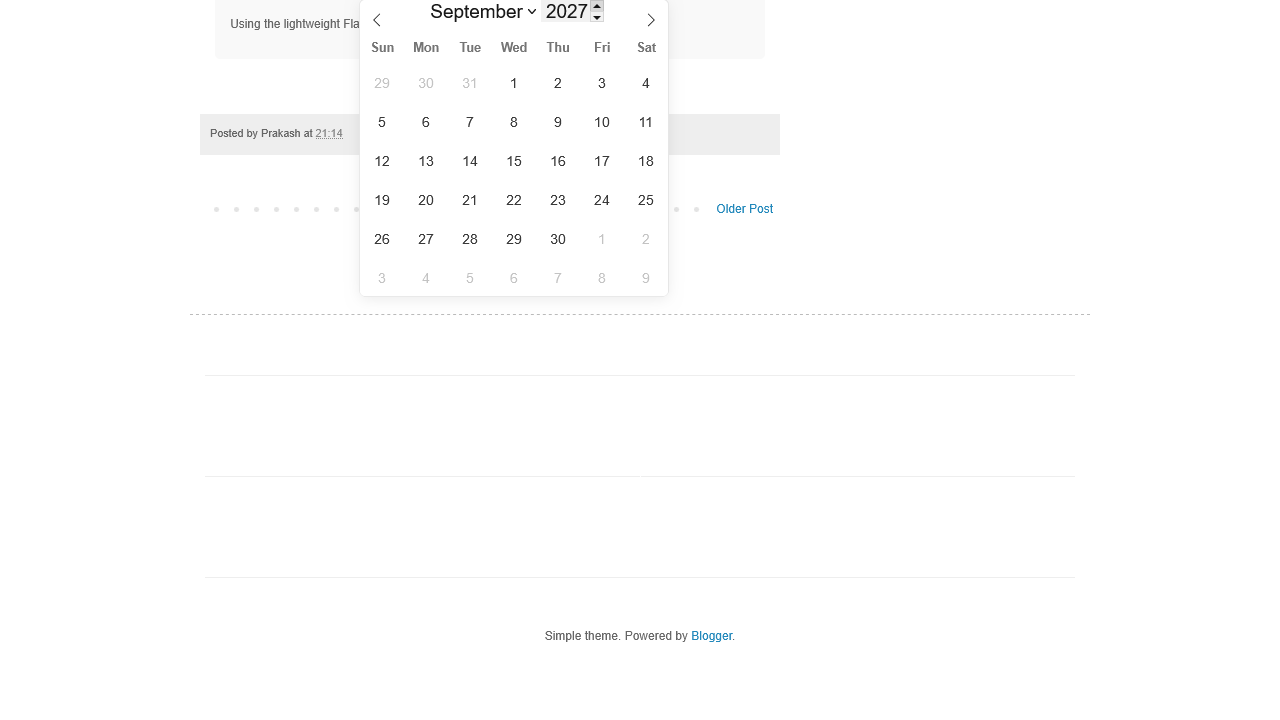 Using the lightweight Fla
September 2027
Sun Mon Tue Wed Thu Fri Sat
29 30 31 1 2 3 4
5 6 7 8 9 10 11
12 13 14 15 16 17 18
19 20 21 22 23 24 25
26 27 28 29 30 1 2
3 4 5 6 7 8 9
Posted by Prakash at 21:14
Older Post
Simple theme. Powered by Blogger.